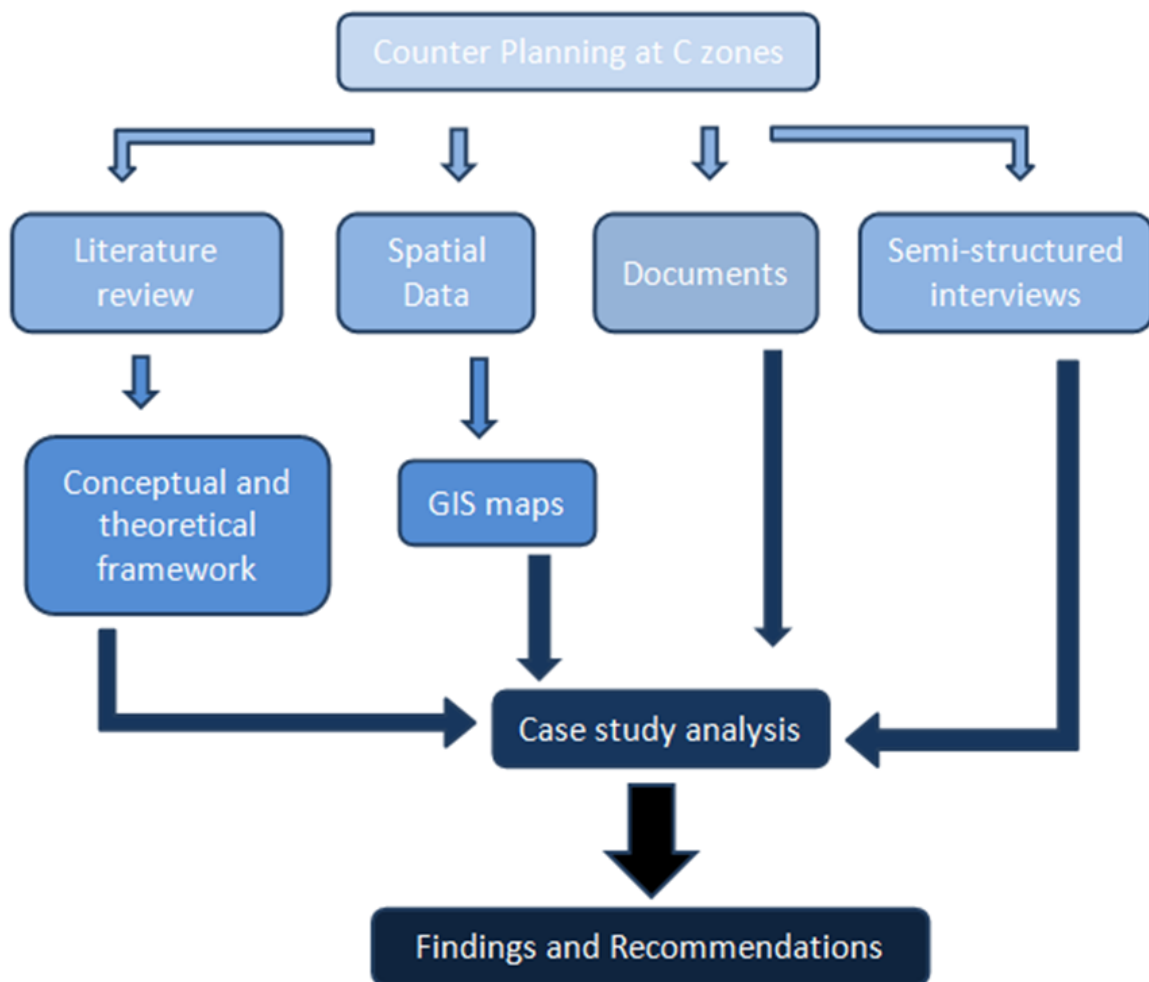 Counter Planning at C zones
Literature
review
Spatial
Data
Documents
Semi-structured
interviews
Conceptual and
theoretical
framework
GIS maps
Case study analysis
Findings and Recommendations